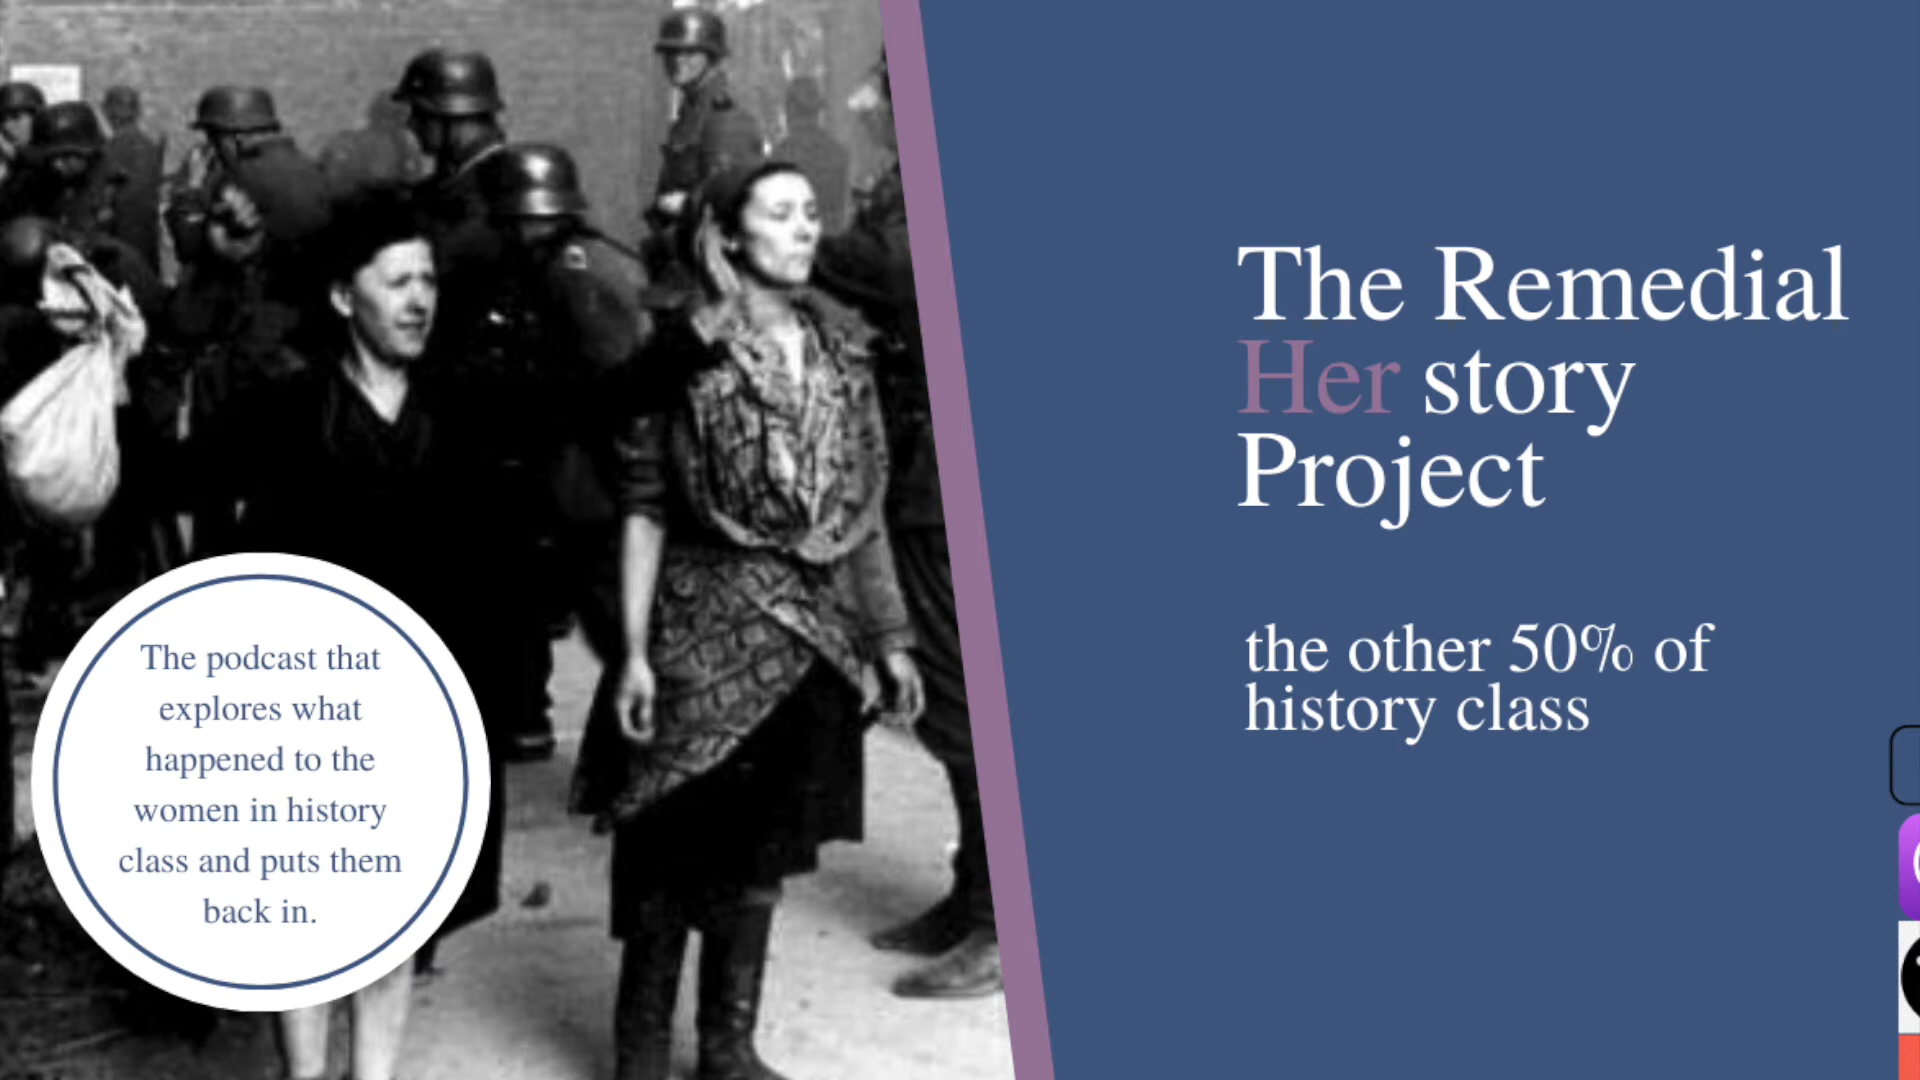 The Remedial
Her story
Project
the other 50% of
history class
The podcast that
explores what
happened to the
women in history
class and puts them
back in.